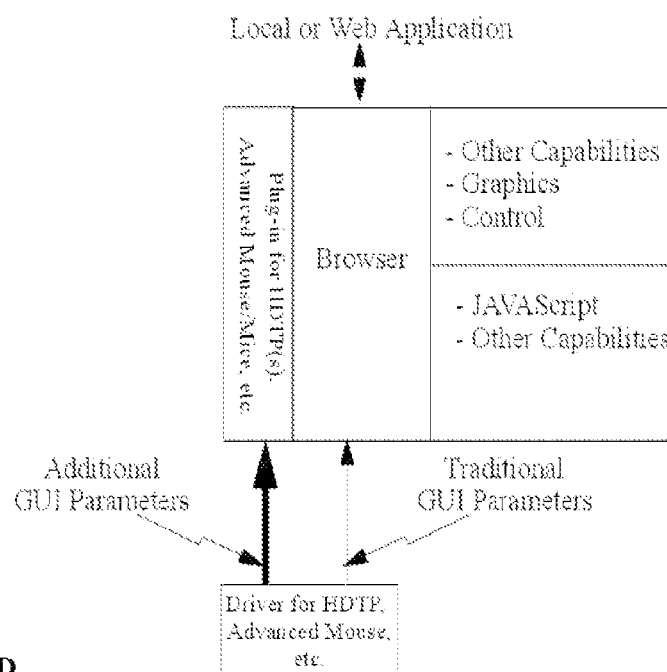 Local or Web Application
Plug-in for HDTP(s),
Advanced Mouse/Mice, etc.
Browser
- Other Capabilities
- Graphics
- Control
- JAVAScript
- Other Capabilities
Additional
GUI Parameters
Traditional
GUI Parameters
Driver for HDTP,
Advanced Mouse,
etc.
D